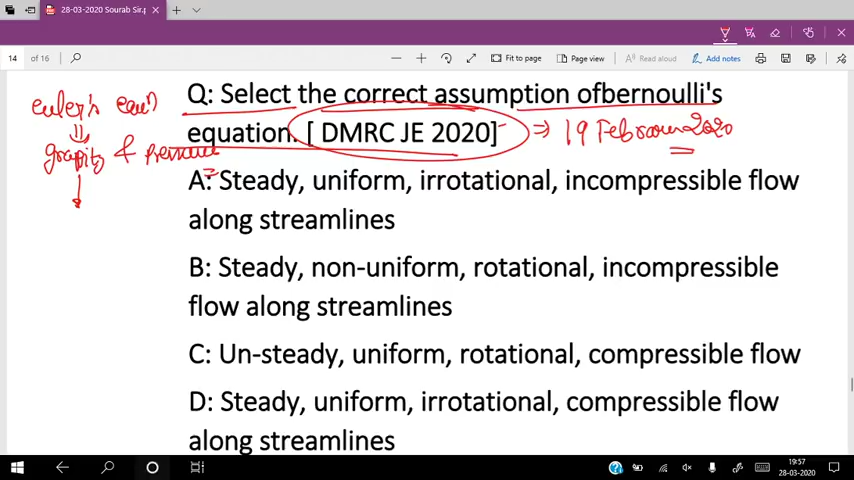 28-03-2020 Sourab Sir.p
14 of 16
Fit to page
Page view
Read aloud
Add notes
euler's eqn
gravity & Pressure
Q: Select the correct assumption ofbernoulli's
equation. [ DMRC JE 2020]
⇒ 19 February 2020
A: Steady, uniform, irrotational, incompressible flow
along streamlines
B: Steady, non-uniform, rotational, incompressible
flow along streamlines
C: Un-steady, uniform, rotational, compressible flow
D: Steady, uniform, irrotational, compressible flow
along streamlines
19:57
28-03-2020